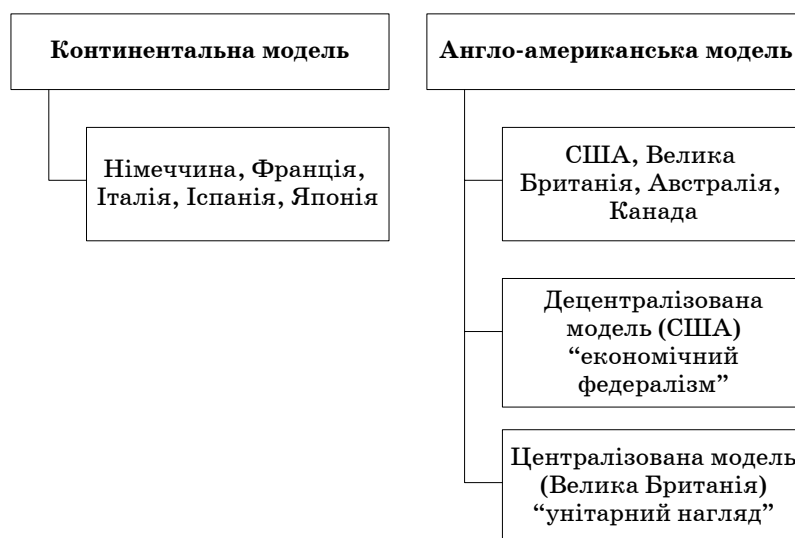 Континентальна модель
Німеччина, Франція,
Італія, Іспанія, Японія
Англо-американська модель
США, Велика
Британія, Австралія,
Канада
Децентралізована
модель (США)
“економічний
федералізм”
Централізована модель
(Велика Британія)
“унітарний нагляд”